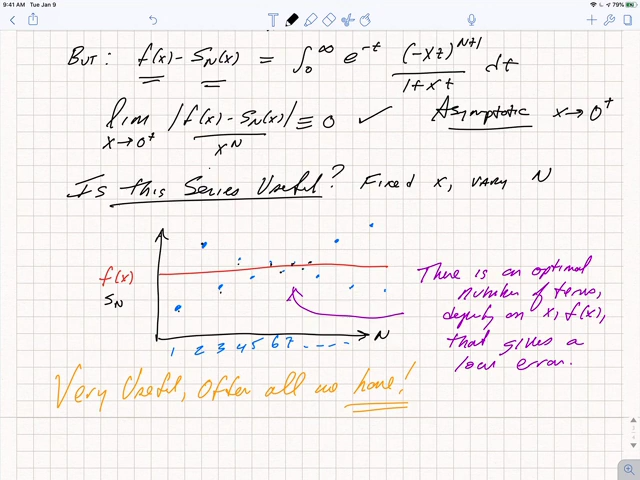 9:41 AM Tue Jan 9
79%
BUT: f(x) - S_N(x) = ∫_0^∞ e^{-t} (-xt)^{N+1} / 1+xt dt
lim x→0^+ |f(x) - S_N(x)| / x^N ≡ 0 ✓ Asymptotic x→0^+
Is this Series Useful? Fixed x, vary N
f(x)
S_N
N
1 2 3 4 5 6 7 - - - -
There is an optimal
number of terms,
depends on x, f(x),
that gives a
low error.
Very Useful, often all we have!